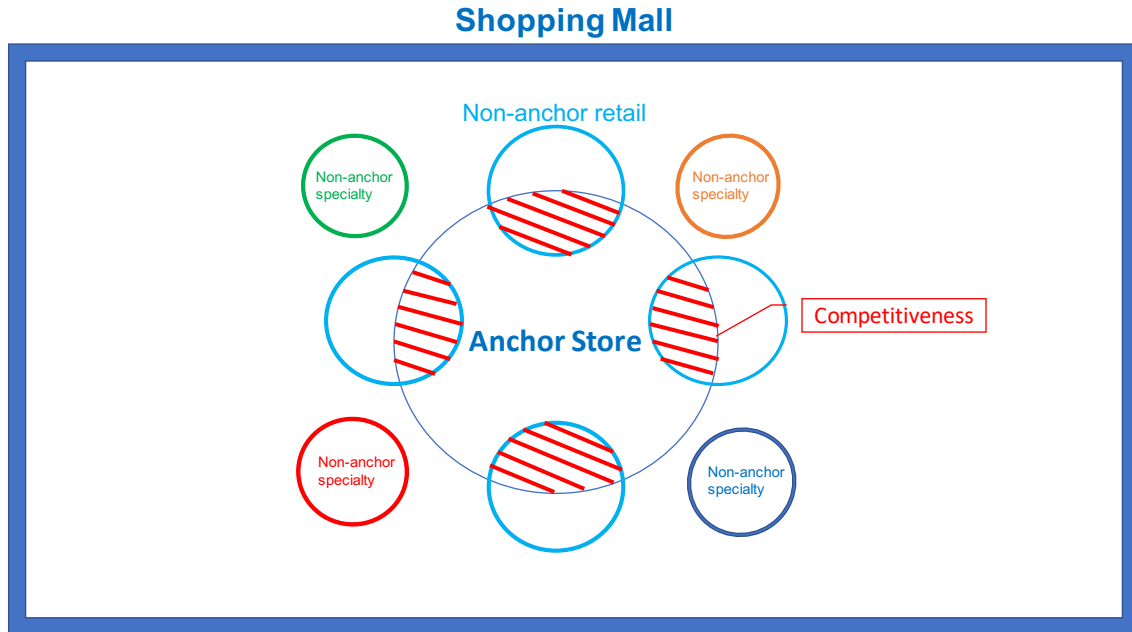 Shopping Mall
Non-anchor retail
Non-anchor
specialty
Non-anchor
specialty
Competitiveness
Anchor Store
Non-anchor
specialty
Non-anchor
specialty